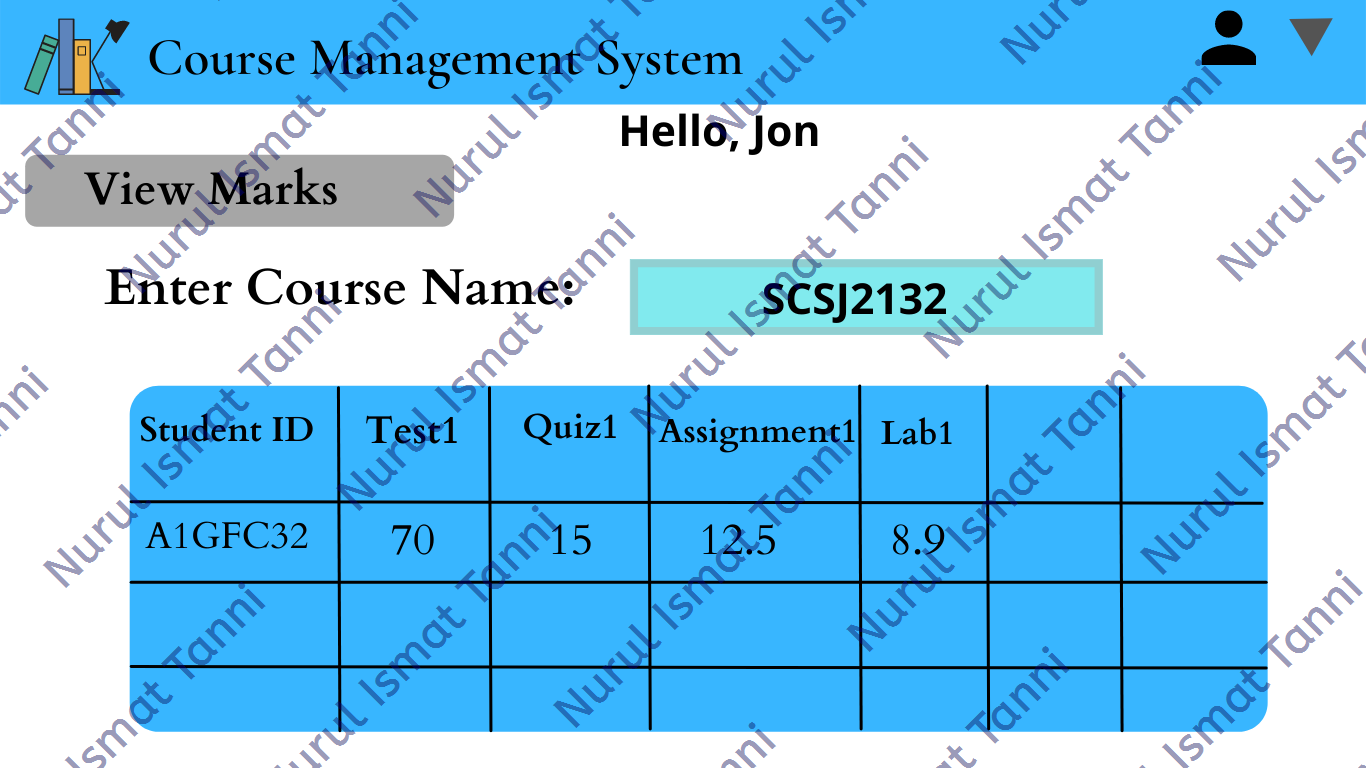 Course Management System
Hello, Jon
View Marks
Enter Course Name: SCSJ2132
Student ID Test1 Quiz1 Assignment1 Lab1
A1GFC32 70 15 12.5 8.9
Nurul Ismat Tanni